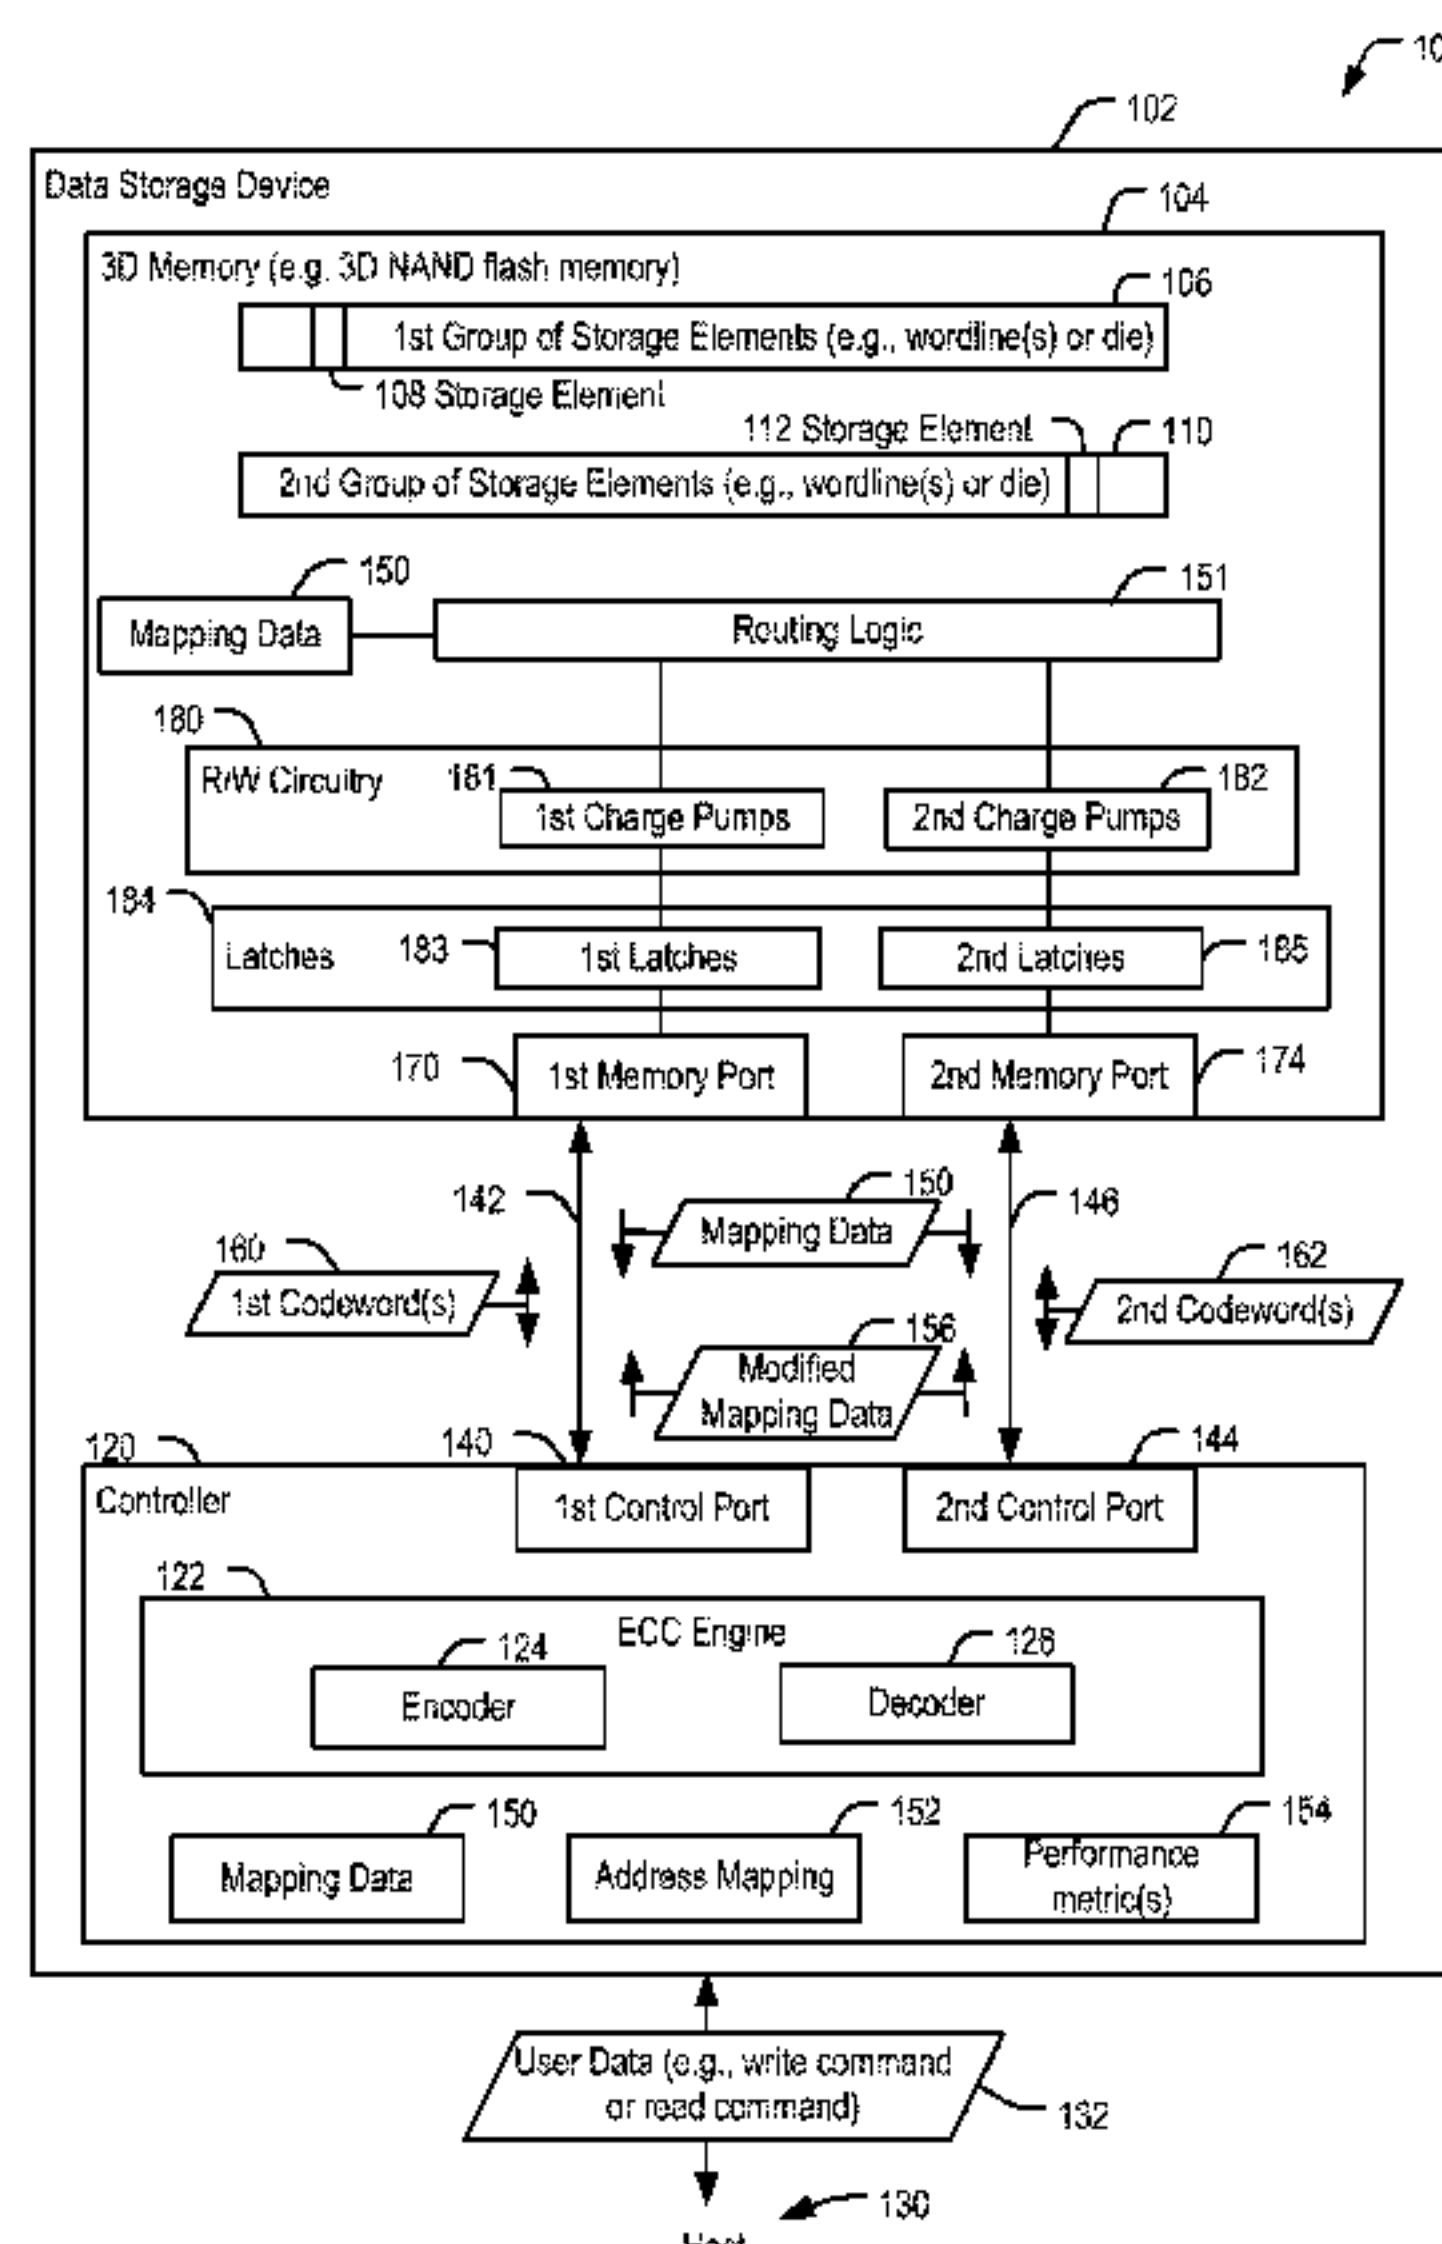 10
102
Data Storage Device
104
3D Memory (e.g. 3D NAND flash memory)
106
1st Group of Storage Elements (e.g., wordline(s) or die)
108 Storage Element
112 Storage Element
110
2nd Group of Storage Elements (e.g., wordline(s) or die)
150
151
Mapping Data
Routing Logic
180
R/W Circuitry
181
182
1st Charge Pumps
2nd Charge Pumps
184
Latches
183
1st Latches
2nd Latches
185
170
1st Memory Port
2nd Memory Port
174
142
150
Mapping Data
146
160
1st Codeword(s)
162
2nd Codeword(s)
156
Modified
Mapping Data
120
140
144
Controller
1st Control Port
2nd Control Port
122
ECC Engine
124
126
Encoder
Decoder
150
152
154
Mapping Data
Address Mapping
Performance
metric(s)
User Data (e.g., write command
or read command)
132
130